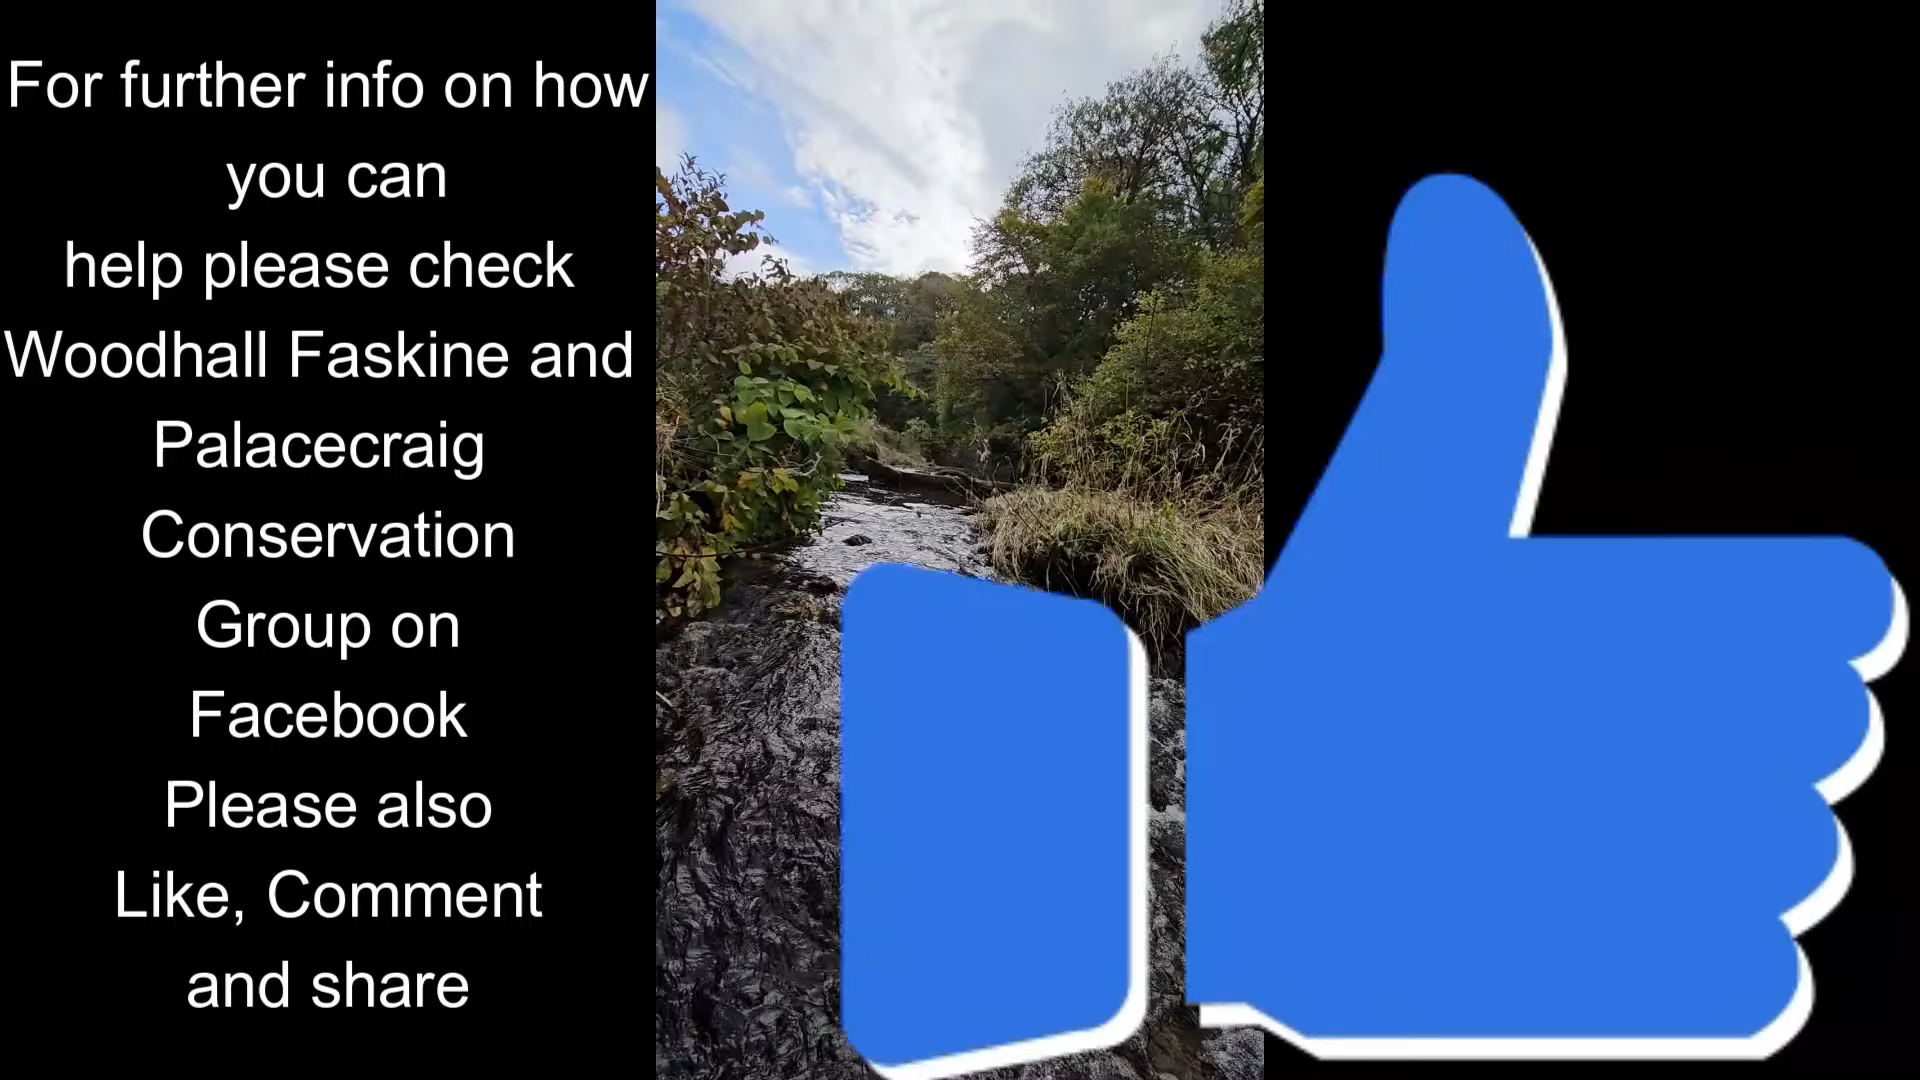 For further info on how
you can
help please check
Woodhall Faskine and
Palacecraig
Conservation
Group on
Facebook
Please also
Like, Comment
and share